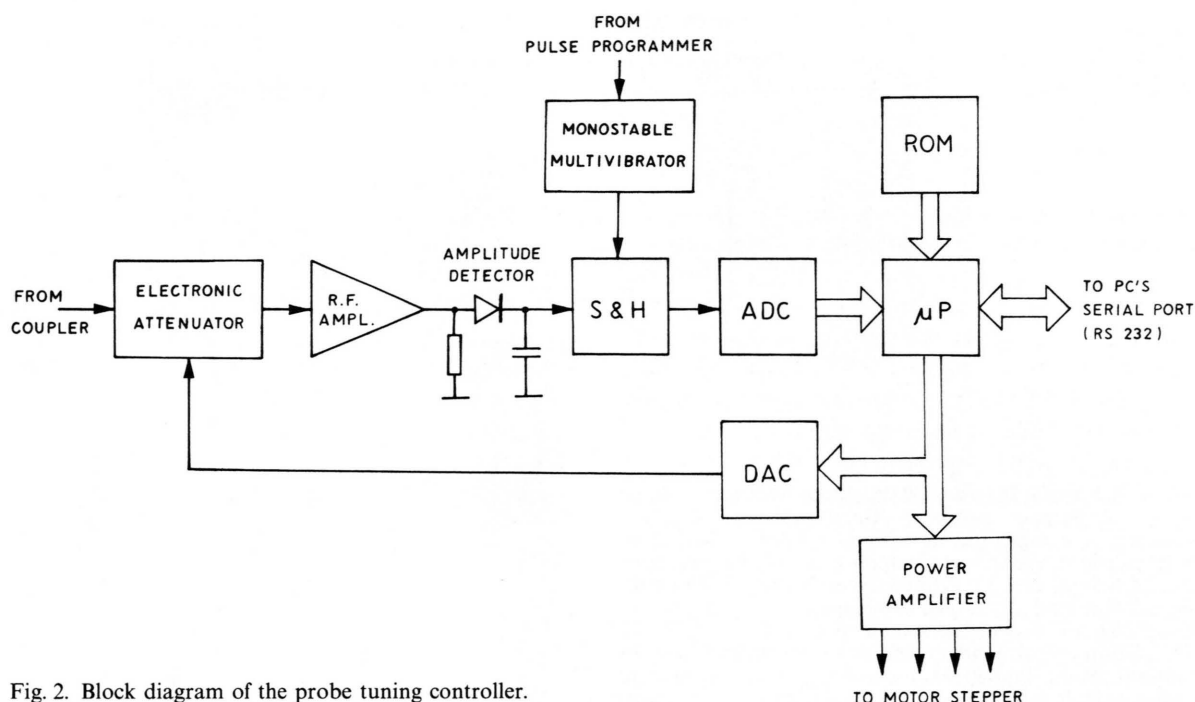 FROM
PULSE PROGRAMMER
MONOSTABLE
MULTIVIBRATOR
ROM
AMPLITUDE
DETECTOR
FROM
COUPLER
ELECTRONIC
ATTENUATOR
R.F.
AMPL.
S & H
ADC
μP
TO PC'S
SERIAL PORT
(RS 232)
DAC
POWER
AMPLIFIER
TO MOTOR STEPPER
Fig. 2. Block diagram of the probe tuning controller.